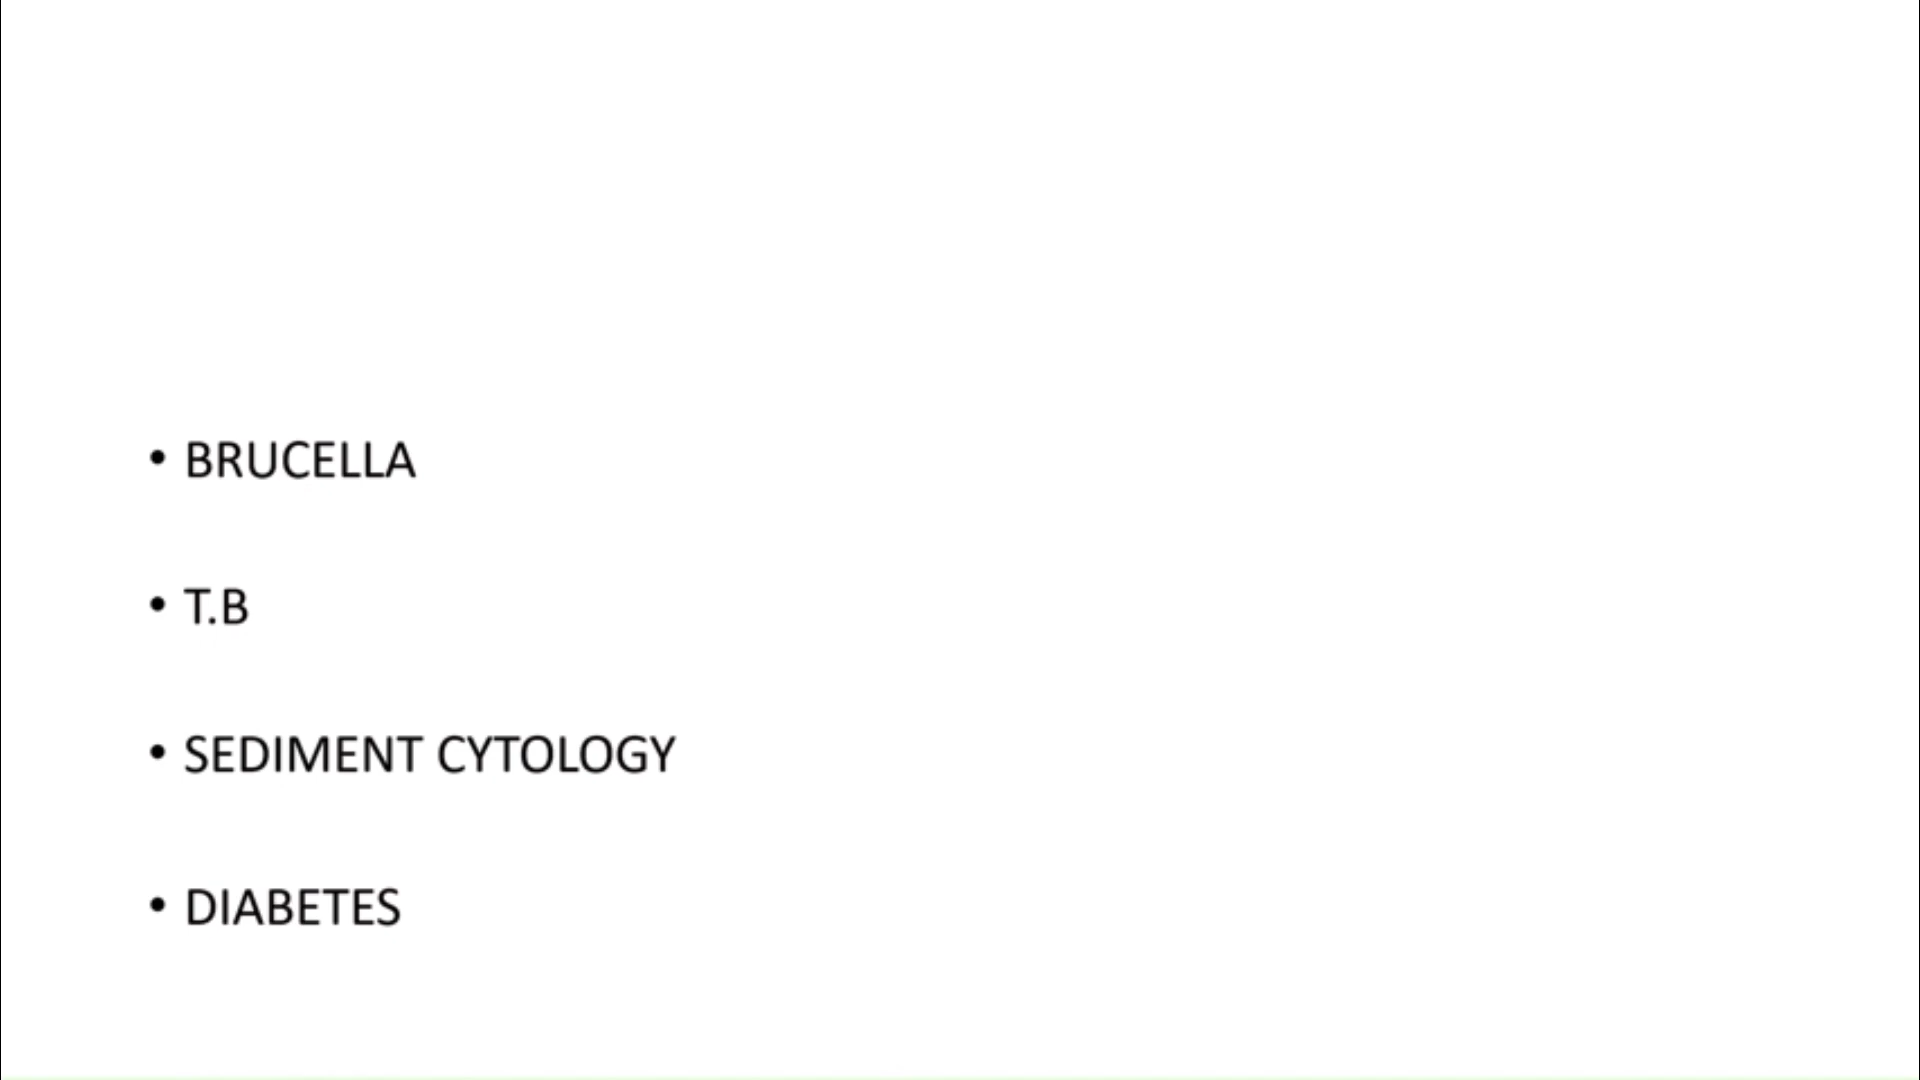 • BRUCELLA
• T.B
• SEDIMENT CYTOLOGY
• DIABETES